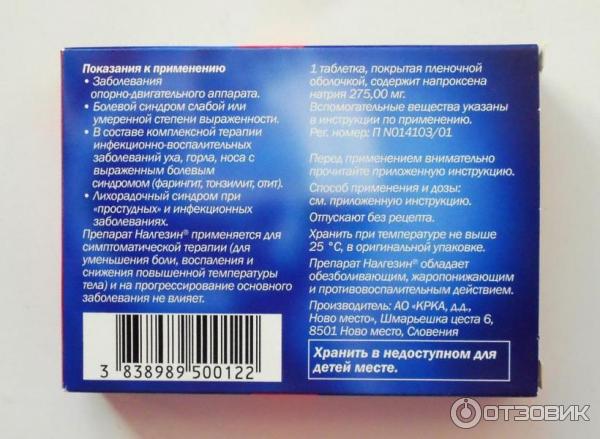 Показания к применению
• Заболевания
опорно-двигательного аппарата.
• Болевой синдром слабой или
умеренной степени выраженности.
• В составе комплексной терапии
инфекционно-воспалительных
заболеваний уха, горла, носа с
выраженным болевым
синдромом (фарингит, тонзиллит, отит).
• Лихорадочный синдром при
«простудных» и инфекционных
заболеваниях.
Препарат Налгезин® применяется для
симптоматической терапии (для
уменьшения боли, воспаления и
снижения повышенной температуры
тела) и на прогрессирование основного
заболевания не влияет.
3 838989 500122
1 таблетка, покрытая пленочной
оболочкой, содержит напроксена
натрия 275,00 мг.
Вспомогательные вещества указаны
в инструкции по применению.
Рег. номер: П N014103/01
Перед применением внимательно
прочитайте приложенную инструкцию.
Способ применения и дозы:
см. приложенную инструкцию.
Отпускают без рецепта.
Хранить при температуре не выше
25 °C, в оригинальной упаковке.
Препарат Налгезин® обладает
обезболивающим, жаропонижающим
и противовоспалительным действием.
Производитель: АО «КРКА, д.д.,
Ново место», Шмарьешка цеста 6,
8501 Ново место, Словения
Хранить в недоступном для
детей месте.
ОТЗОВИК